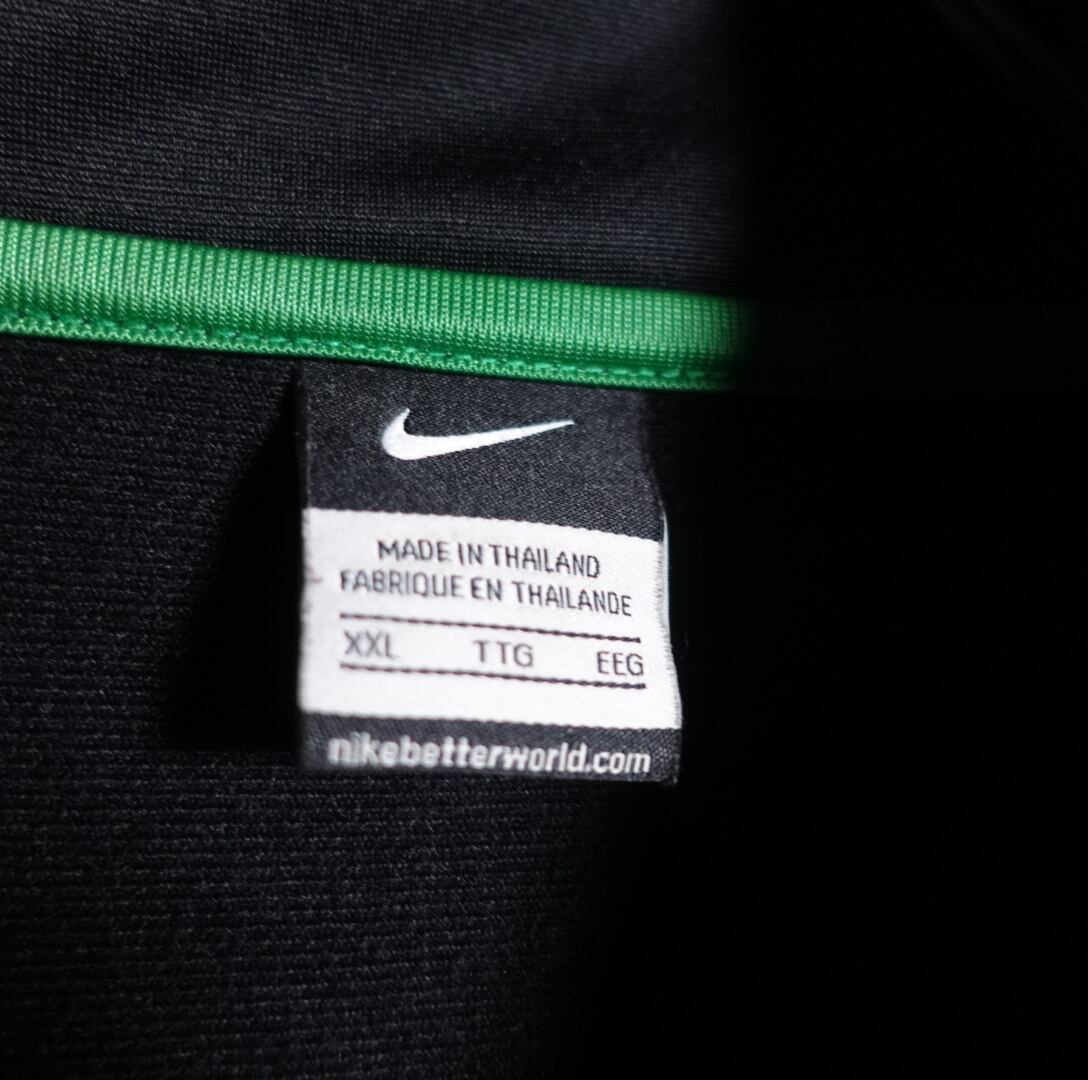 MADE IN THAILAND
FABRIQUE EN THAILANDE
XXL TTG EEG
nikebetterworld.com